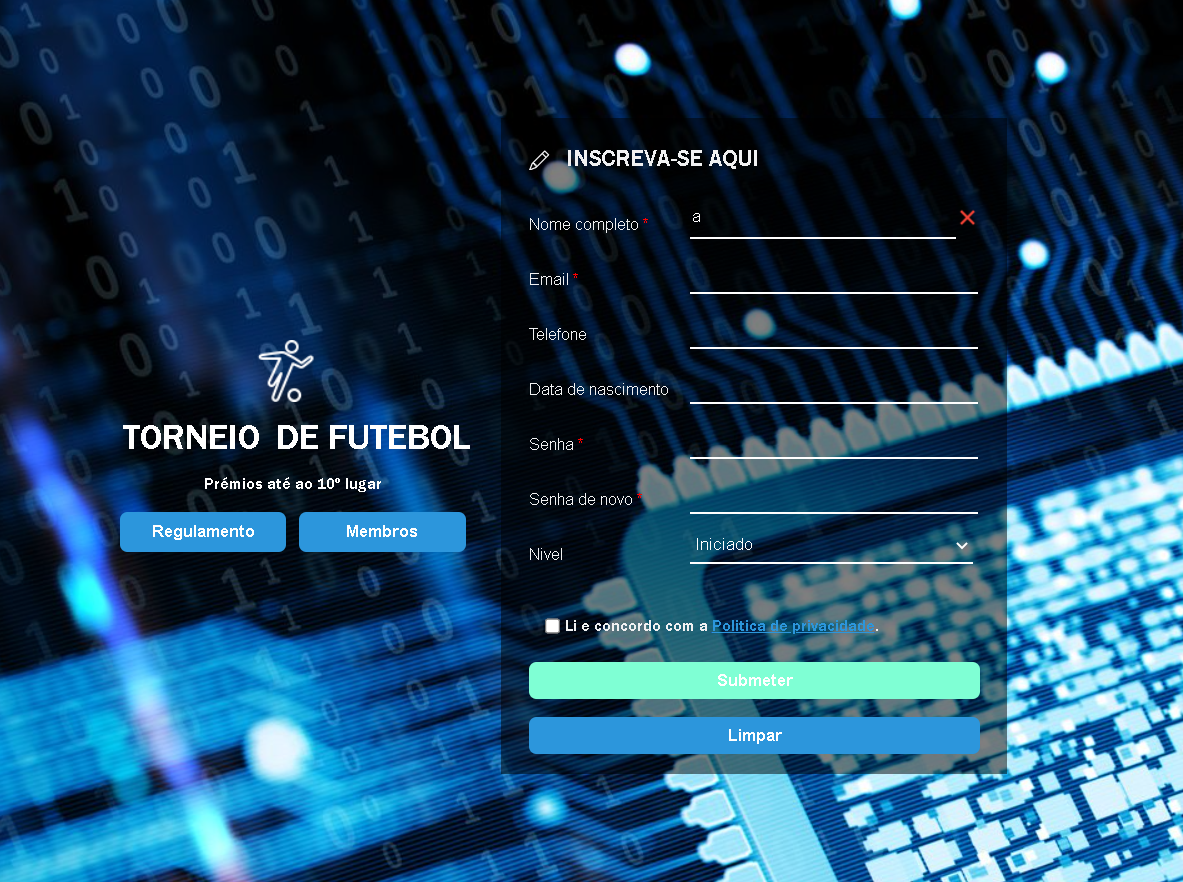 TORNEIO DE FUTEBOL
Prémios até ao 10º lugar
Regulamento
Membros
INSCREVA-SE AQUI
Nome completo *
a
Email *
Telefone
Data de nascimento
Senha *
Senha de novo *
Nivel
Iniciado
Li e concordo com a Politica de privacidade.
Submeter
Limpar